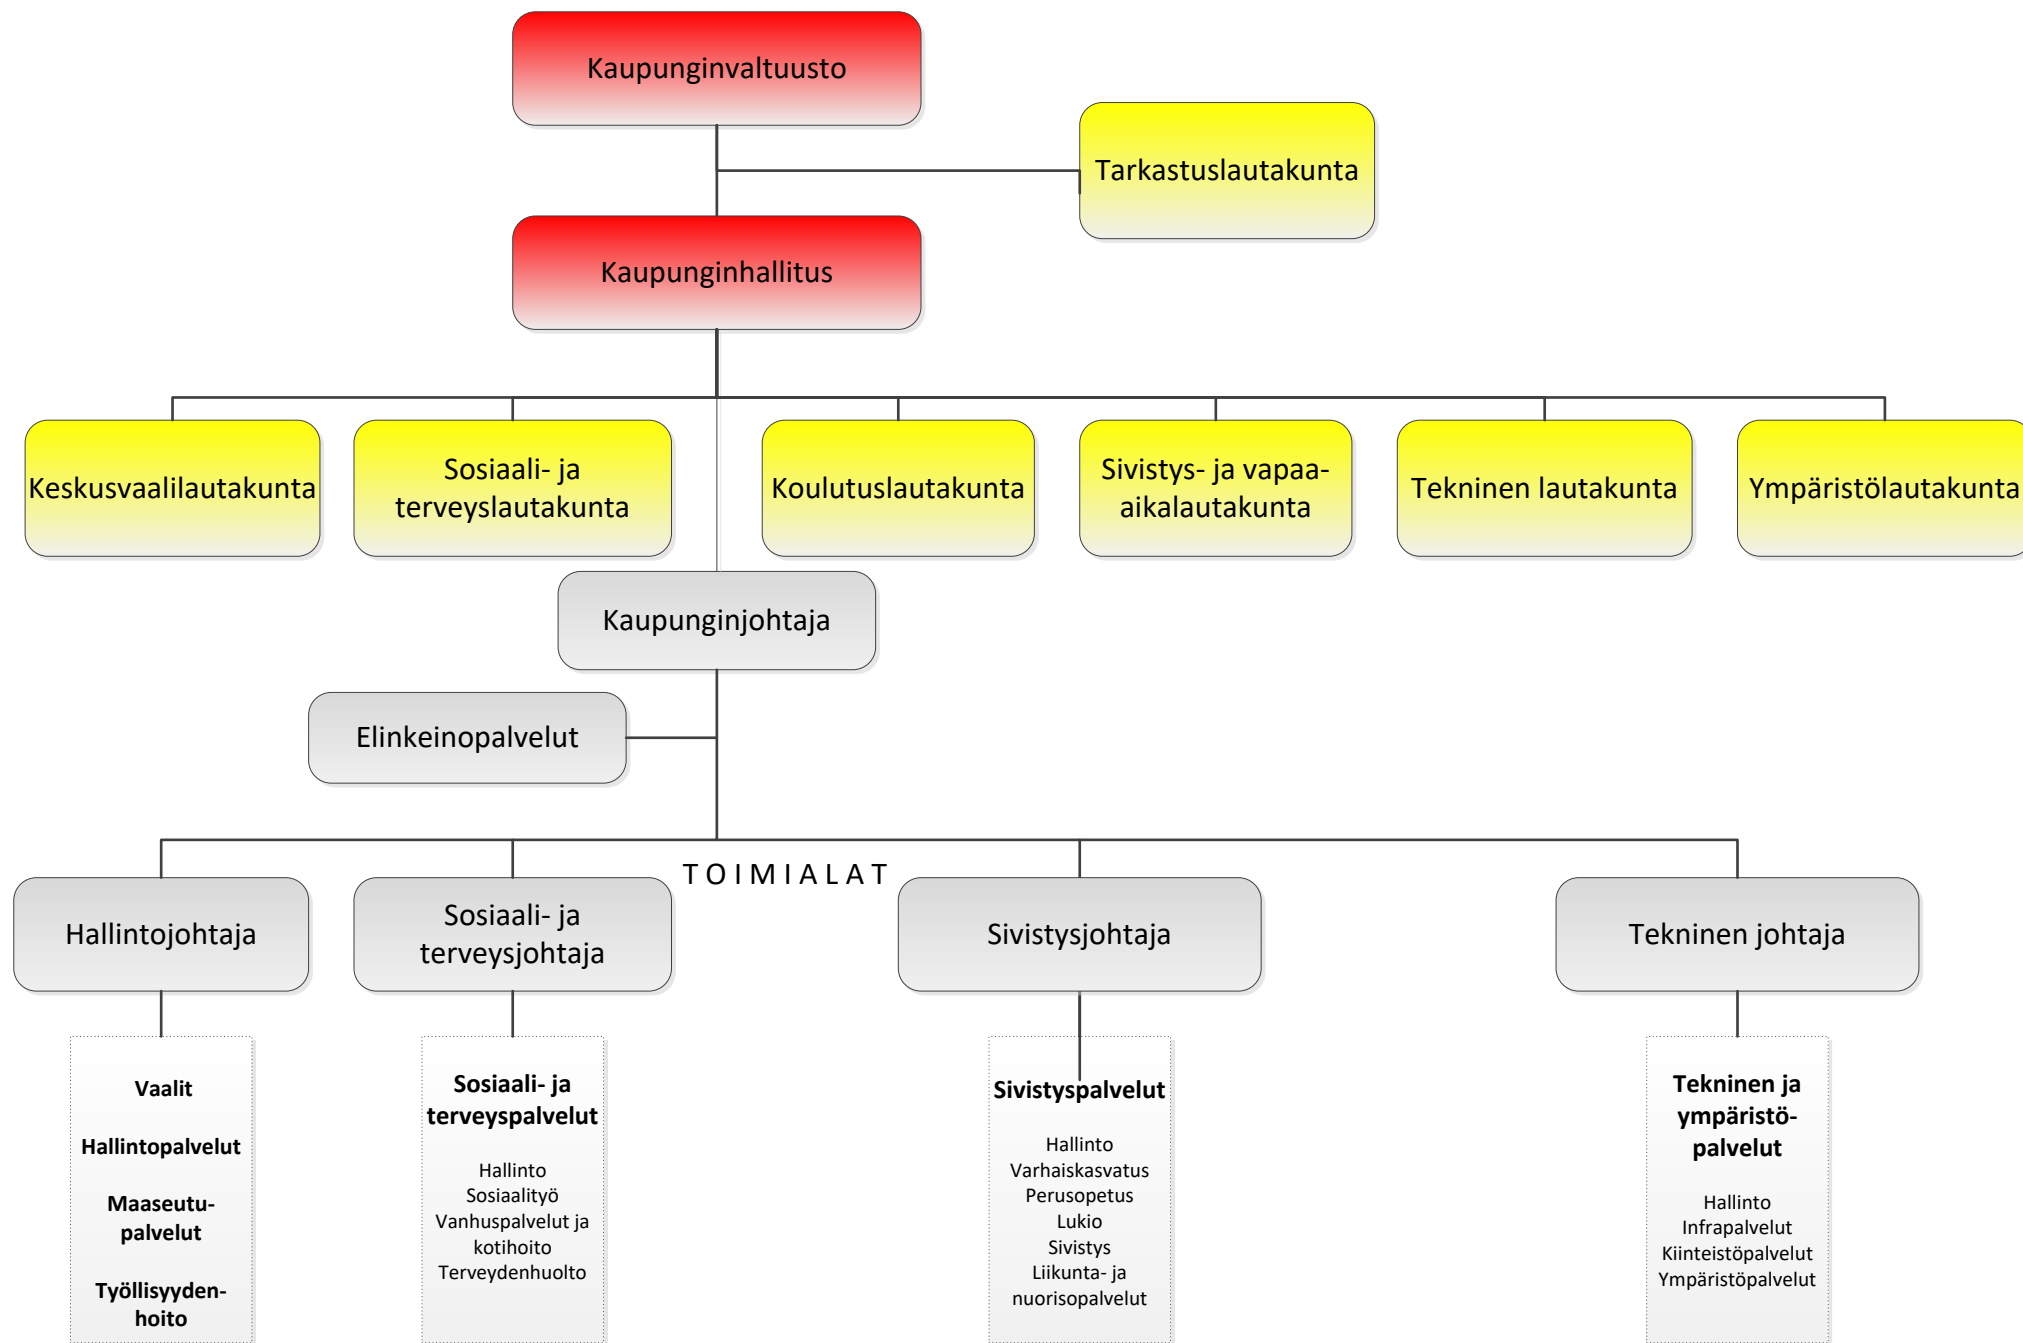 Kaupunginvaltuusto
Tarkastuslautakunta
Kaupunginhallitus
Keskusvaalilautakunta
Sosiaali- ja
terveyslautakunta
Koulutuslautakunta
Sivistys- ja vapaa-
aikalautakunta
Tekninen lautakunta
Ympäristölautakunta
Kaupunginjohtaja
Elinkeinopalvelut
T O I M I A L A T
Hallintojohtaja
Sosiaali- ja
terveysjohtaja
Sivistysjohtaja
Tekninen johtaja
Vaalit
Hallintopalvelut
Maaseutu-
palvelut
Työllisyyden-
hoito
Sosiaali- ja
terveyspalvelut
Hallinto
Sosiaalityö
Vanhuspalvelut ja
kotihoito
Terveydenhuolto
Sivistyspalvelut
Hallinto
Varhaiskasvatus
Perusopetus
Lukio
Sivistys
Liikunta- ja
nuorisopalvelut
Tekninen ja
ympäristö-
palvelut
Hallinto
Infrapalvelut
Kiinteistöpalvelut
Ympäristöpalvelut